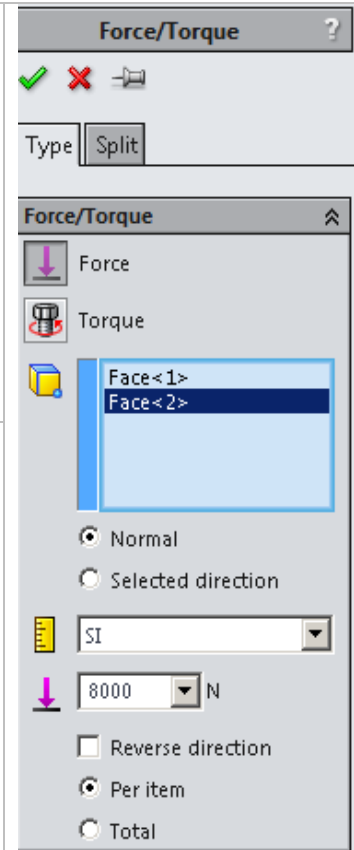 Force/Torque ?
Type Split
Force/Torque
Force
Torque
Face<1>
Face<2>
Normal
Selected direction
SI
8000 N
Reverse direction
Per item
Total